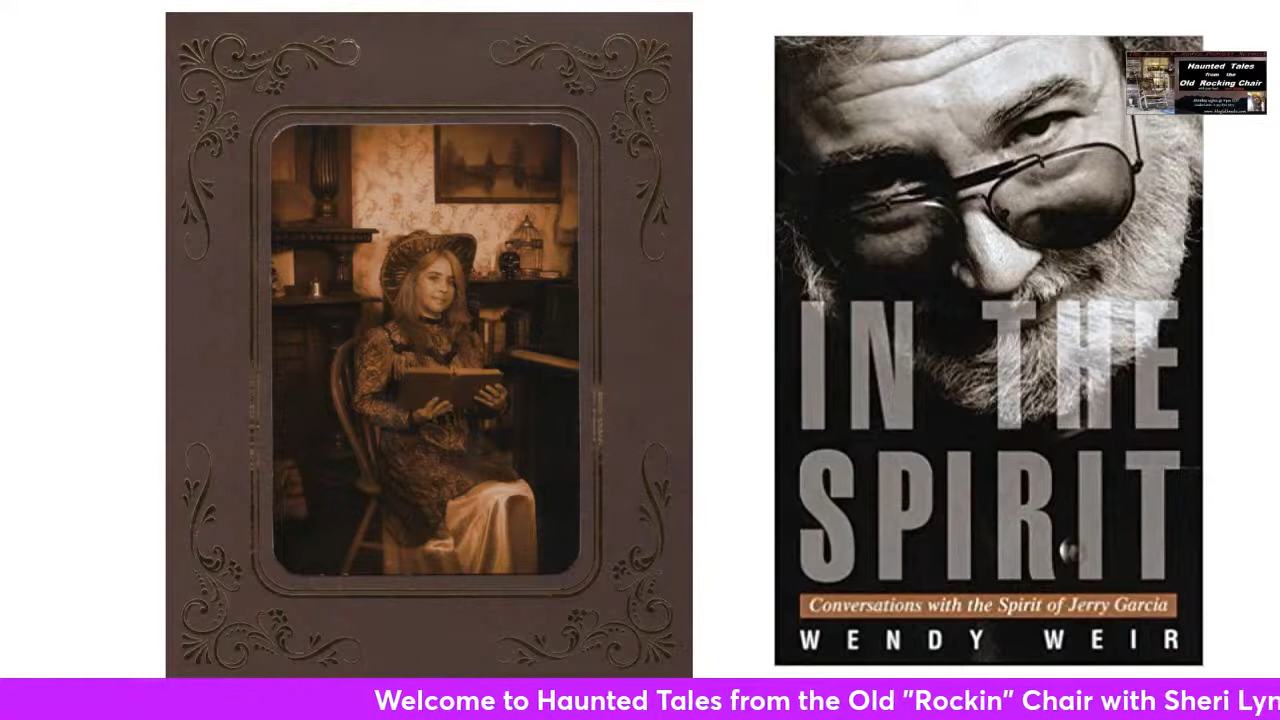 Haunted Tales
from the
Old Rocking Chair
IN THE
SPIRIT
Conversations with the Spirit of Jerry Garcia
WENDY WEIR
Welcome to Haunted Tales from the Old "Rockin" Chair with Sheri Lyn